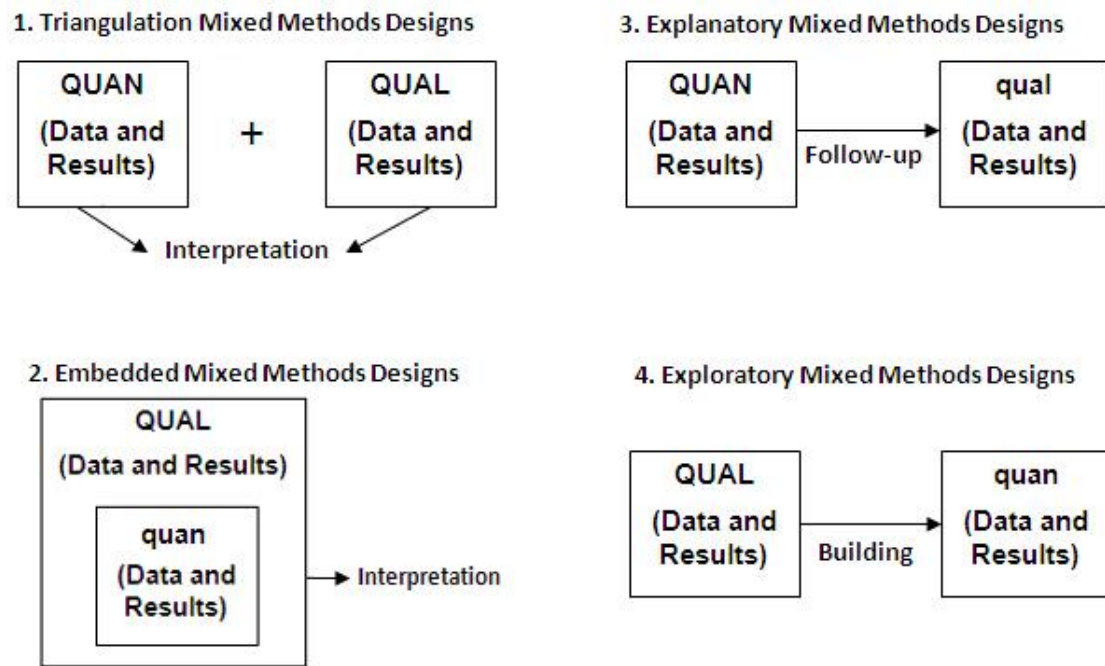 1. Triangulation Mixed Methods Designs
QUAN
(Data and
Results)
+
QUAL
(Data and
Results)
Interpretation
2. Embedded Mixed Methods Designs
QUAL
(Data and Results)
quan
(Data and
Results)
Interpretation
3. Explanatory Mixed Methods Designs
QUAN
(Data and
Results)
Follow-up
qual
(Data and
Results)
4. Exploratory Mixed Methods Designs
QUAL
(Data and
Results)
Building
quan
(Data and
Results)